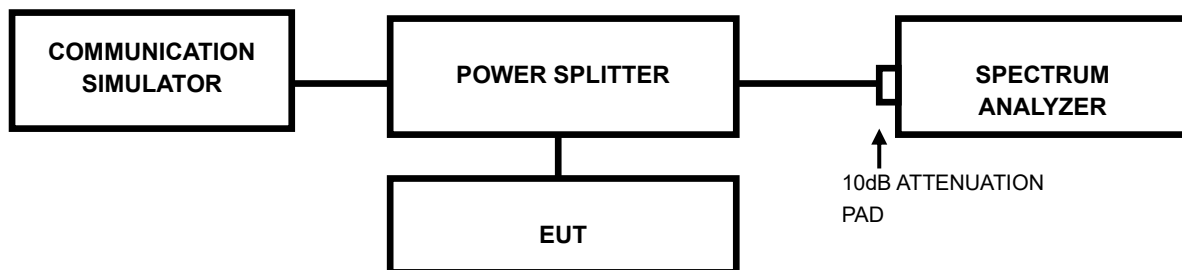 COMMUNICATION
SIMULATOR
POWER SPLITTER
SPECTRUM
ANALYZER
10dB ATTENUATION
PAD
EUT